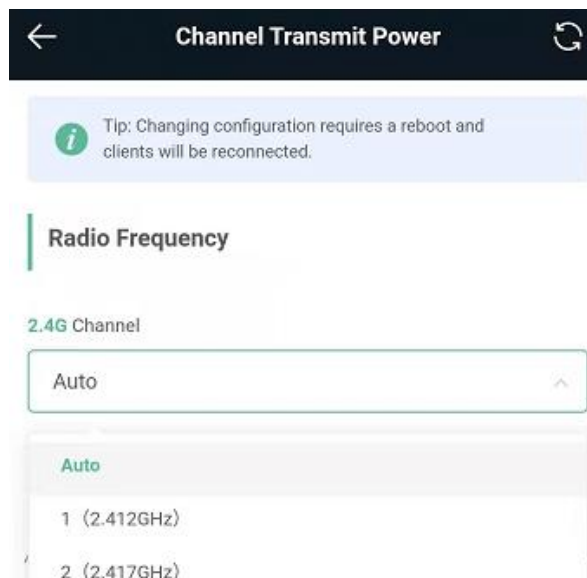 Channel Transmit Power
Tip: Changing configuration requires a reboot and
clients will be reconnected.
Radio Frequency
2.4G Channel
Auto
Auto
1（2.412GHz）
2（2.417GHz）